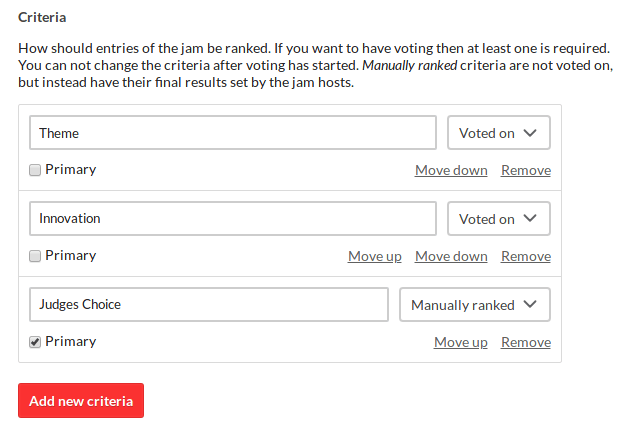 Criteria
How should entries of the jam be ranked. If you want to have voting then at least one is required.
You can not change the criteria after voting has started. Manually ranked criteria are not voted on,
but instead have their final results set by the jam hosts.
Theme Voted on
Primary Move down Remove
Innovation Voted on
Primary Move up Move down Remove
Judges Choice Manually ranked
Primary Move up Remove
Add new criteria